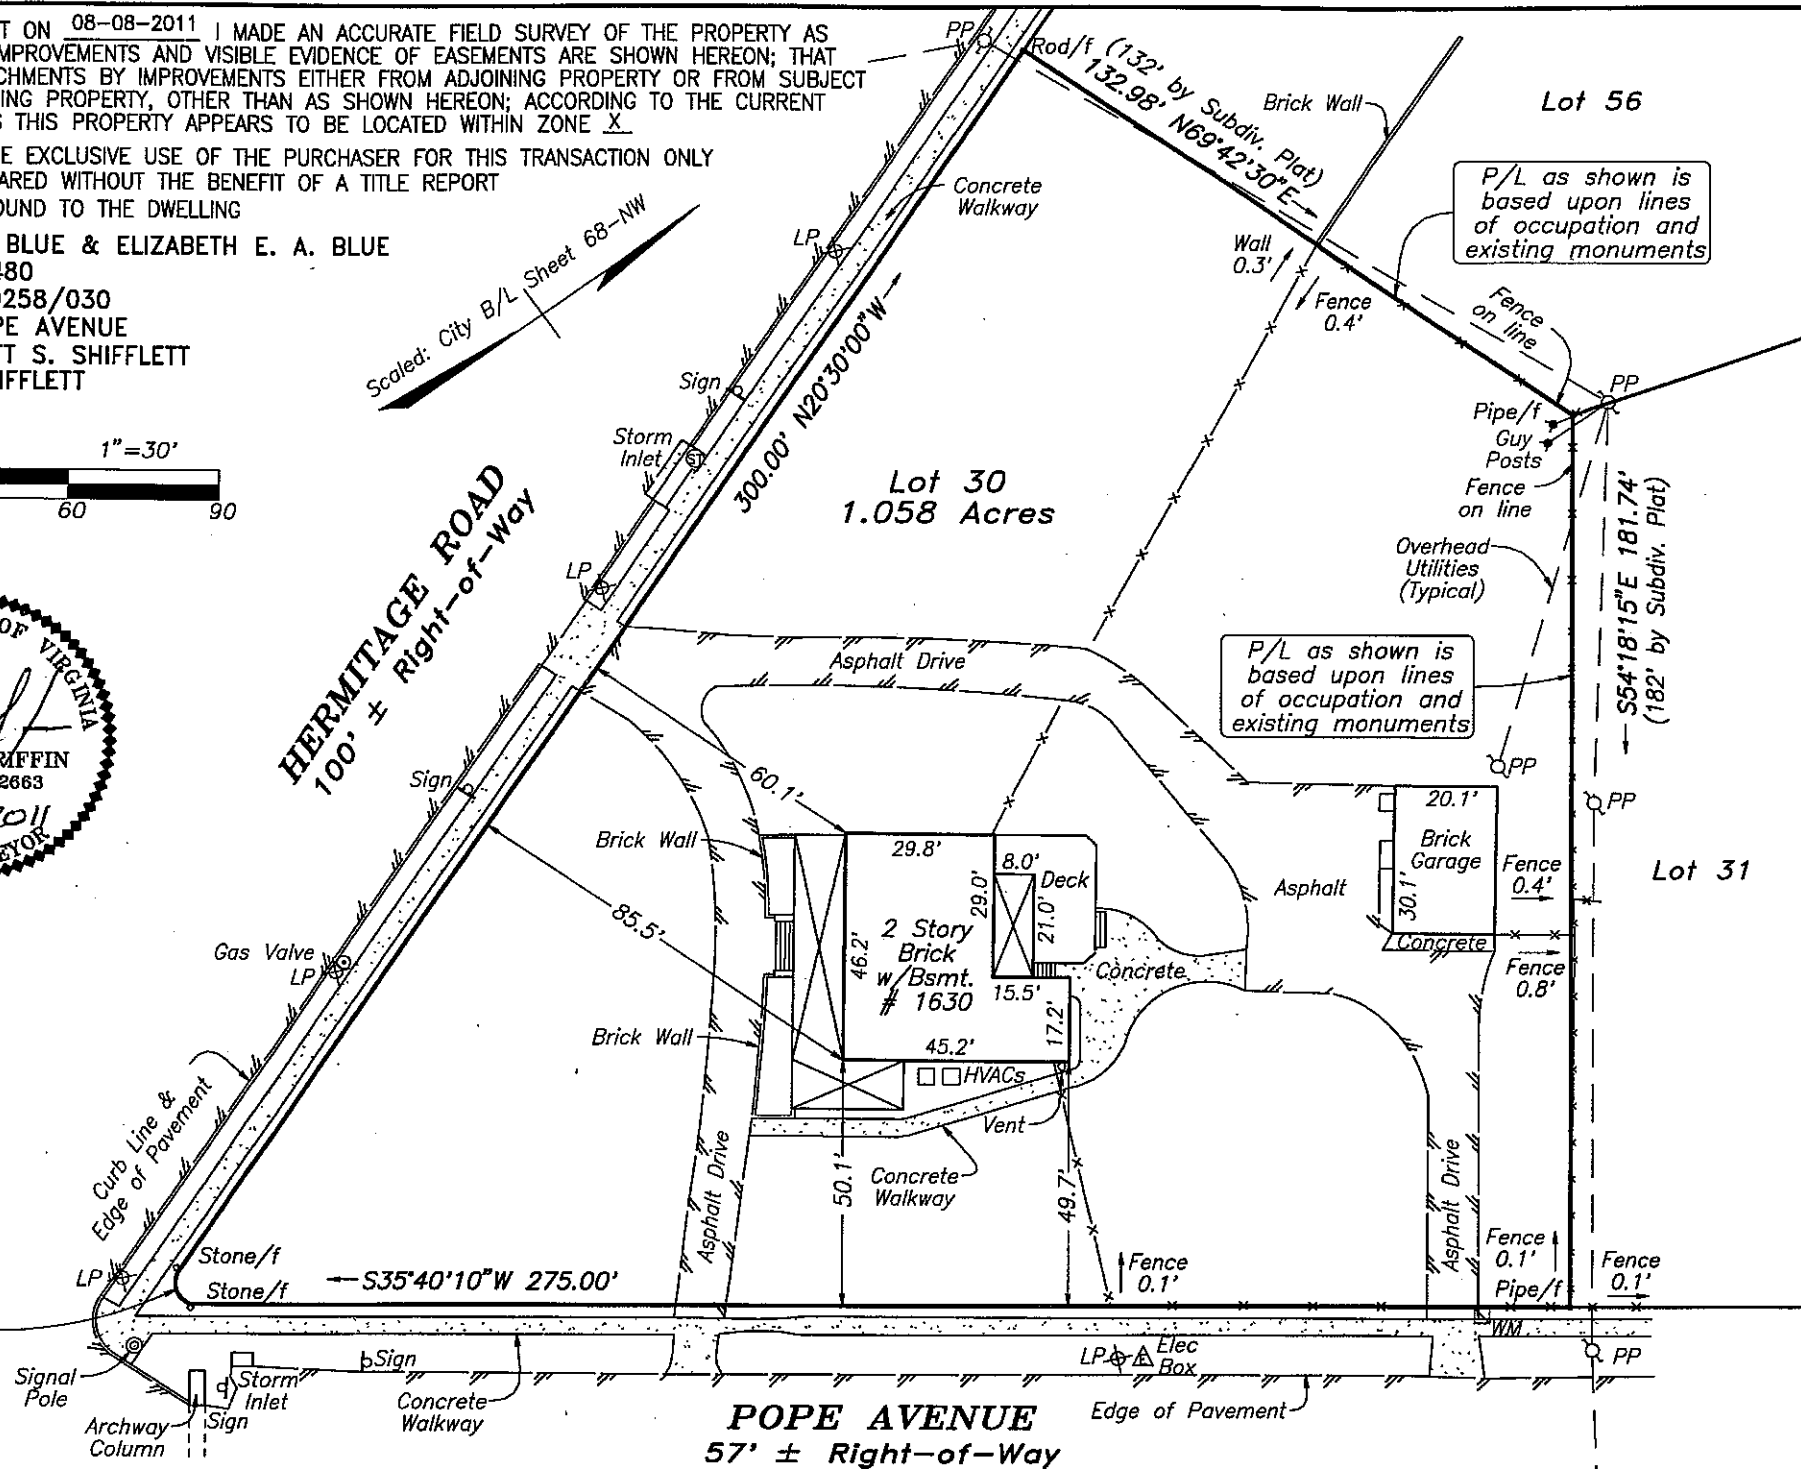 T ON 08-08-2011 I MADE AN ACCURATE FIELD SURVEY OF THE PROPERTY AS
MPROVEMENTS AND VISIBLE EVIDENCE OF EASEMENTS ARE SHOWN HEREON; THAT
CHMENTS BY IMPROVEMENTS EITHER FROM ADJOINING PROPERTY OR FROM SUBJECT
ING PROPERTY, OTHER THAN AS SHOWN HEREON; ACCORDING TO THE CURRENT
S THIS PROPERTY APPEARS TO BE LOCATED WITHIN ZONE X
E EXCLUSIVE USE OF THE PURCHASER FOR THIS TRANSACTION ONLY
ARED WITHOUT THE BENEFIT OF A TITLE REPORT
OUND TO THE DWELLING
BLUE & ELIZABETH E. A. BLUE
480
258/030
PE AVENUE
TT S. SHIFFLETT
IFFLETT
1"=30'
60
90
Scaled: City B/L Sheet 68-NW
OF VIRGINIA
RIFFIN
2663
2011
EYOR
HERMITAGE ROAD
100' ± Right-of-Way
PP
Rod/f (132' by Subdiv. Plat)
132.98' N69°42'30"E
Brick Wall
Lot 56
P/L as shown is
based upon lines
of occupation and
existing monuments
Concrete
Walkway
LP
Wall
0.3'
Fence
0.4'
Fence
on line
PP
Sign
300.00' N20°30'00"W
Storm
Inlet
ST
Pipe/f
Guy
Posts
Fence
on line
Lot 30
1.058 Acres
S54°18'15"E 181.74'
(182' by Subdiv. Plat)
Overhead
Utilities
(Typical)
LP
Asphalt Drive
P/L as shown is
based upon lines
of occupation and
existing monuments
PP
PP
Sign
60.1'
20.1'
Brick
Garage
30.1'
Brick Wall
29.8'
8.0'
Deck
29.0'
21.0'
Asphalt
Fence
0.4'
Lot 31
85.5'
2 Story
Brick
w/Bsmt.
# 1630
46.2'
Gas Valve
LP
Concrete
15.5'
17.2'
Concrete
Fence
0.8'
Brick Wall
45.2'
HVACs
Vent
Curb Line &
Edge of Pavement
Concrete
Walkway
Asphalt Drive
50.1'
49.7'
Asphalt Drive
Stone/f
LP
Stone/f
S35°40'10"W 275.00'
Fence
0.1'
Fence
0.1'
Fence
0.1'
Pipe/f
WM
Signal
Pole
Sign
Storm
Inlet
Archway
Column
Sign
Concrete
Walkway
LP
E
Elec
Box
PP
Edge of Pavement
POPE AVENUE
57' ± Right-of-Way